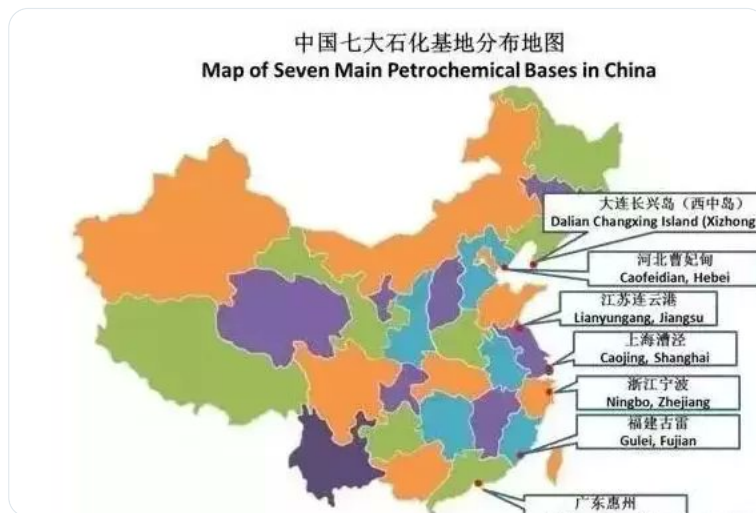 中国七大石化基地分布地图
Map of Seven Main Petrochemical Bases in China
大连长兴岛（西中岛）
Dalian Changxing Island (Xizhong
河北曹妃甸
Caofeidian, Hebei
江苏连云港
Lianyungang, Jiangsu
上海漕泾
Caojing, Shanghai
浙江宁波
Ningbo, Zhejiang
福建古雷
Gulei, Fujian
广东惠州